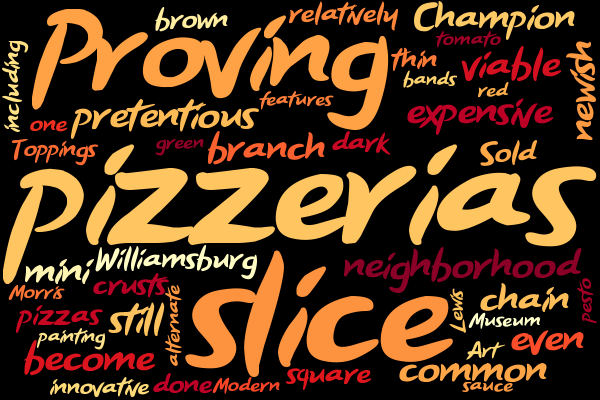 brown
relatively
Champion
Proving
tomato
including
thin
viable
newish
bands
red
features
pretentious
expensive
one
Toppings
green
branch
dark
Sold
pizzerias
mini
Williamsburg
neighborhood
Morris
crusts
slice
alternate
Lewis
chain
pesto
pizzas
still
Museum
painting
even
Art
become
common
innovative
done
Modern
square
sauce